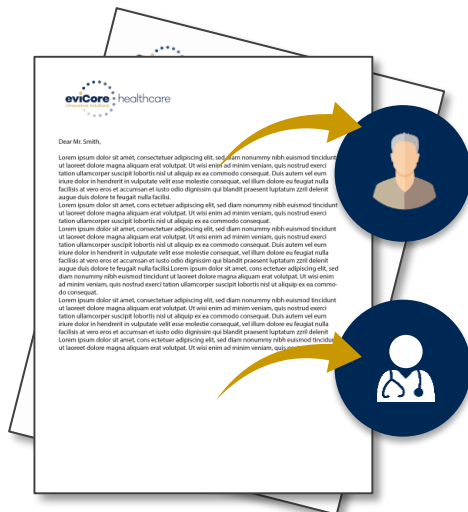 eviCore healthcare
innovative solutions
Dear Mr. Smith,
Lorem ipsum dolor sit amet, consectetuer adipiscing elit, sed diam nonummy nibh euismod tincidunt
ut laoreet dolore magna aliquam erat volutpat. Ut wisi enim ad minim veniam, quis nostrud exerci
tation ullamcorper suscipit lobortis nisl ut aliquip ex ea commodo consequat. Duis autem vel eum
iriure dolor in hendrerit in vulputate velit esse molestie consequat, vel illum dolore eu feugiat nulla
facilisis at vero eros et accumsan et iusto odio dignissim qui blandit praesent luptatum zzril delenit
augue duis dolore te feugait nulla facilisi.
Lorem ipsum dolor sit amet, cons ectetuer adipiscing elit, sed diam nonummy nibh euismod tincidunt
ut laoreet dolore magna aliquam erat volutpat. Ut wisi enim ad minim veniam, quis nostrud exerci
tation ullamcorper suscipit lobortis nisl ut aliquip ex ea commodo consequat.
Lorem ipsum dolor sit amet, consectetuer adipiscing elit, sed diam nonummy nibh euismod tincidunt
ut laoreet dolore magna aliquam erat volutpat. Ut wisi enim ad minim veniam, quis nostrud exerci
tation ullamcorper suscipit lobortis nisl ut aliquip ex ea commodo consequat. Duis autem vel eum
iriure dolor in hendrerit in vulputate velit esse molestie consequat, vel illum dolore eu feugiat nulla
facilisis at vero eros et accumsan et iusto odio dignissim qui blandit praesent luptatum zzril delenit
augue duis dolore te feugait nulla facilisi.Lorem ipsum dolor sit amet, cons ectetuer adipiscing elit, sed
diam nonummy nibh euismod tincidunt ut laoreet dolore magna aliquam erat volutpat. Ut wisi enim
ad minim veniam, quis nostrud exerci tation ullamcorper suscipit lobortis nisl ut aliquip ex ea commo-
do consequat.
Lorem ipsum dolor sit amet, consectetuer adipiscing elit, sed diam nonummy nibh euismod tincidunt
ut laoreet dolore magna aliquam erat volutpat. Ut wisi enim ad minim veniam, quis nostrud exerci
tation ullamcorper suscipit lobortis nisl ut aliquip ex ea commodo consequat. Duis autem vel eum
iriure dolor in hendrerit in vulputate velit esse molestie consequat, vel illum dolore eu feugiat nulla
facilisis at vero eros et accumsan et iusto odio dignissim qui blandit praesent luptatum zzril delenit
Lorem ipsum dolor sit amet, cons ectetuer adipiscing elit, sed diam nonummy nibh euismod
ut laoreet dolore magna aliquam erat volutpat. Ut wisi enim ad minim veniam, quis